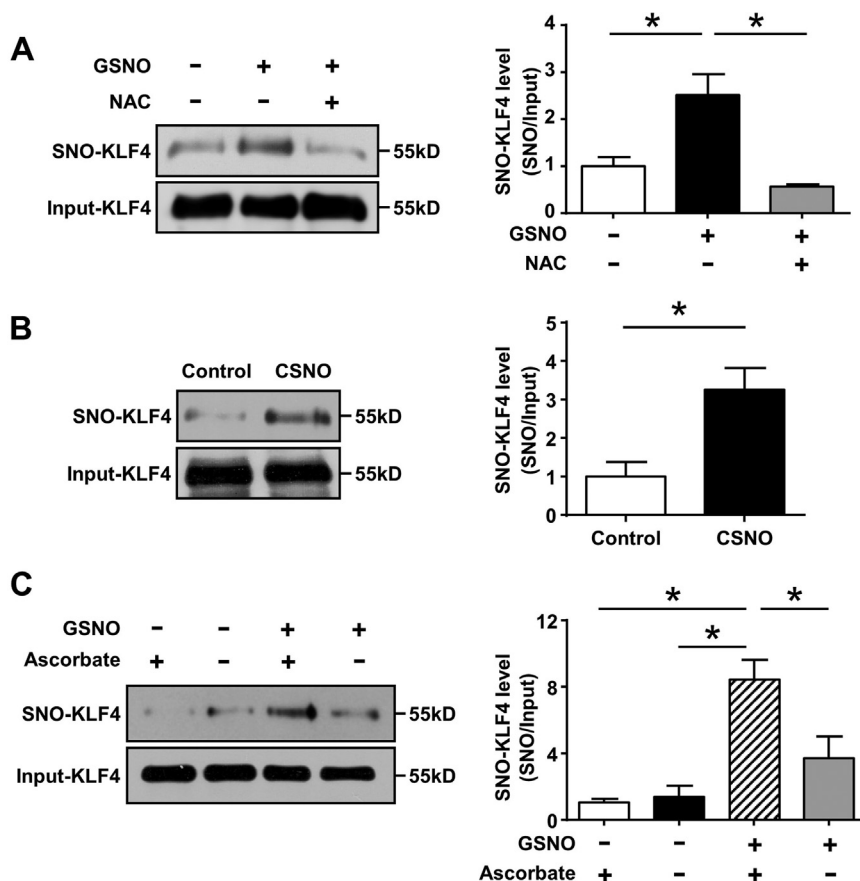 A
GSNO - + +
NAC - - +
SNO-KLF4 55kD
Input-KLF4 55kD
SNO-KLF4 level
(SNO/Input)
4
3
2
1
0
* *
GSNO - + +
NAC - - +
B
Control CSNO
SNO-KLF4 55kD
Input-KLF4 55kD
SNO-KLF4 level
(SNO/Input)
5
4
3
2
1
0
*
Control CSNO
C
GSNO - - + +
Ascorbate + - + -
SNO-KLF4 55kD
Input-KLF4 55kD
SNO-KLF4 level
(SNO/Input)
12
8
4
0
* *
*
GSNO - - + +
Ascorbate + - + -